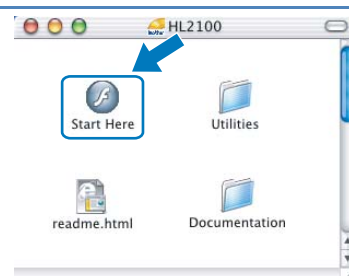 HL2100
Start Here
Utilities
readme.html
Documentation